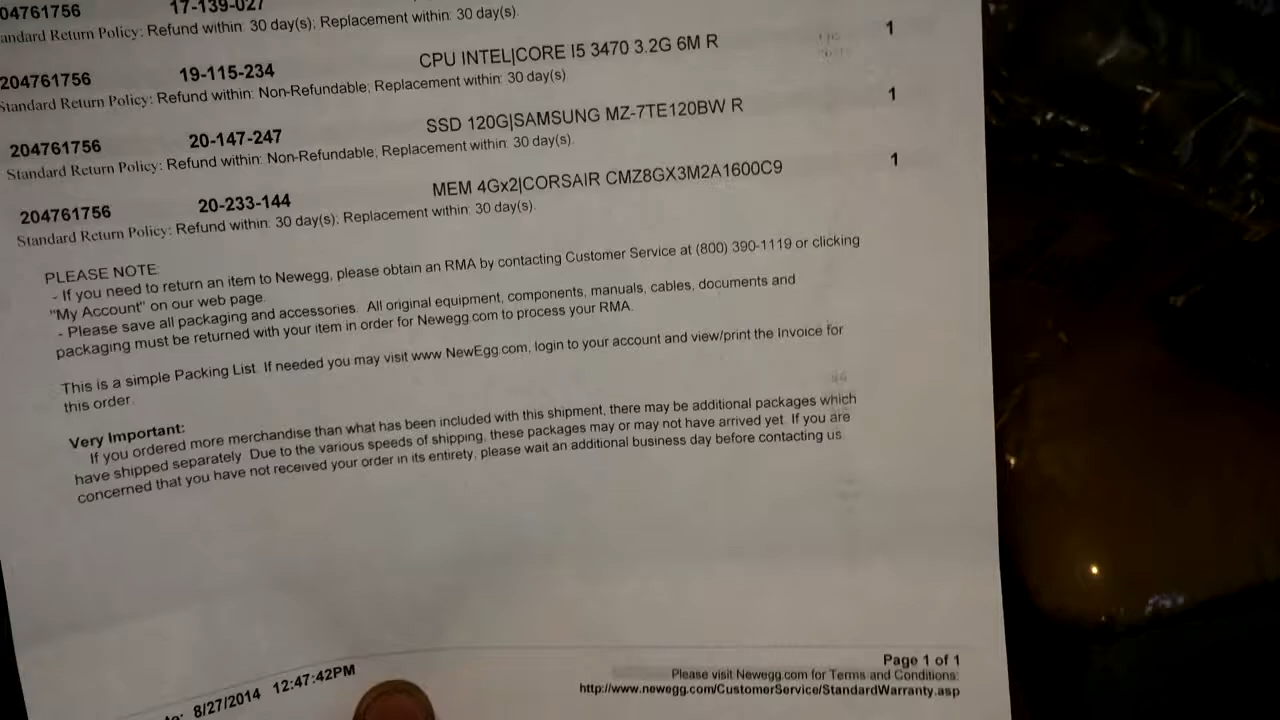 04761756 17-139-027
andard Return Policy: Refund within: 30 day(s); Replacement within: 30 day(s).
204761756 19-115-234 CPU INTEL|CORE I5 3470 3.2G 6M R 1
Standard Return Policy: Refund within: Non-Refundable; Replacement within: 30 day(s)
204761756 20-147-247 SSD 120G|SAMSUNG MZ-7TE120BW R 1
Standard Return Policy: Refund within: Non-Refundable; Replacement within: 30 day(s).
204761756 20-233-144 MEM 4Gx2|CORSAIR CMZ8GX3M2A1600C9 1
Standard Return Policy: Refund within: 30 day(s); Replacement within: 30 day(s).
PLEASE NOTE:
- If you need to return an item to Newegg, please obtain an RMA by contacting Customer Service at (800) 390-1119 or clicking
"My Account" on our web page.
- Please save all packaging and accessories. All original equipment, components, manuals, cables, documents and
packaging must be returned with your item in order for Newegg.com to process your RMA.
This is a simple Packing List. If needed you may visit www.NewEgg.com, login to your account and view/print the Invoice for
this order.
Very Important:
If you ordered more merchandise than what has been included with this shipment, there may be additional packages which
have shipped separately. Due to the various speeds of shipping, these packages may or may not have arrived yet. If you are
concerned that you have not received your order in its entirety, please wait an additional business day before contacting us.
8/27/2014 12:47:42PM
Page 1 of 1
Please visit Newegg.com for Terms and Conditions:
http://www.newegg.com/CustomerService/StandardWarranty.asp